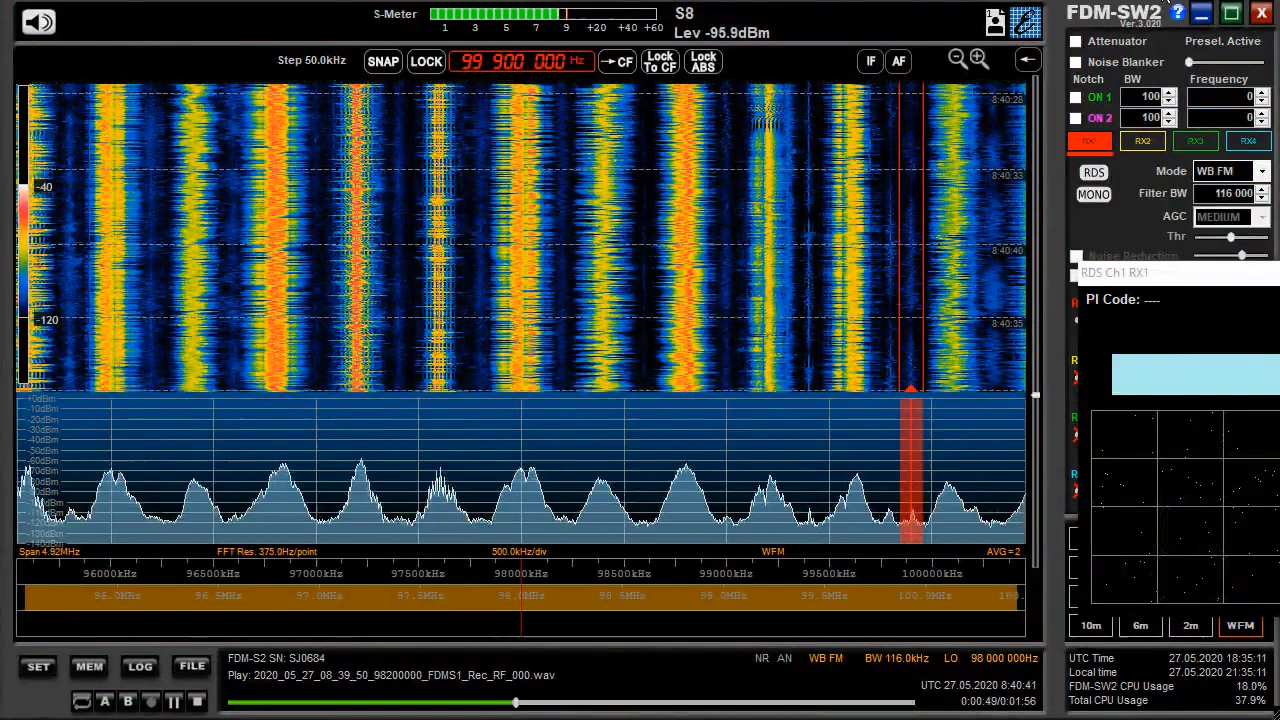 S-Meter
1 3 5 7 9 +20 +40 +60
S8
Lev -95.9dBm
FDM-SW2
Ver.3.020
?
X
Step 50.0kHz
SNAP
LOCK
99 900 000 Hz
→CF
Lock To CF
Lock ABS
IF
AF
Attenuator
Presel. Active
Noise Blanker
Notch BW Frequency
ON 1 100 0
ON 2 100 0
RX2 RX3 RX4
RDS
Mode WB FM
MONO
Filter BW 116 000
AGC MEDIUM
Thr
Noise Reduction
RDS Ch1 RX1
PI Code: ----
8:40:28
8:40:33
8:40:40
8:40:35
-40
-120
+0dBm
-10dBm
-20dBm
-30dBm
-40dBm
-50dBm
-60dBm
Span 4.92MHz
FFT Res. 375.0Hz/point
500.0kHz/div
WFM
AVG=2
96000kHz 96500kHz 97000kHz 97500kHz 98000kHz 98500kHz 99000kHz 99500kHz 100000kHz
96.0MHz 96.5MHz 97.0MHz 97.5MHz 98.0MHz 98.5MHz 99.0MHz 99.5MHz 100.0MHz 100.
10m 6m 2m WFM
SET MEM LOG FILE
A B
FDM-S2 SN: SJ0684
NR AN WB FM BW 116.0kHz LO 98 000 000Hz
Play: 2020_05_27_08_39_50_98200000_FDMS1_Rec_RF_000.wav
UTC 27.05.2020 8:40:41
0:00:49/0:01:56
UTC Time 27.05.2020 18:35:11
Local time 27.05.2020 21:35:11
FDM-SW2 CPU Usage 18.0%
Total CPU Usage 37.9%